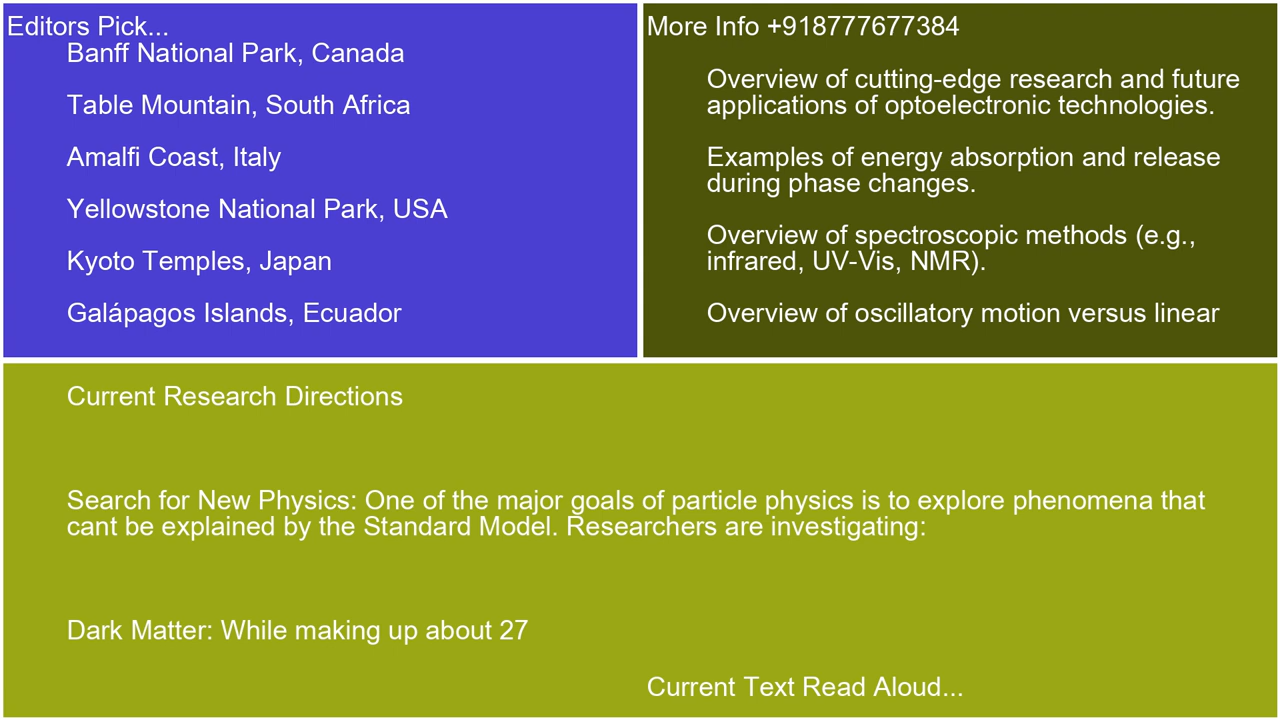 Editors Pick...
Banff National Park, Canada
Table Mountain, South Africa
Amalfi Coast, Italy
Yellowstone National Park, USA
Kyoto Temples, Japan
Galápagos Islands, Ecuador
More Info +918777677384
Overview of cutting-edge research and future
applications of optoelectronic technologies.
Examples of energy absorption and release
during phase changes.
Overview of spectroscopic methods (e.g.,
infrared, UV-Vis, NMR).
Overview of oscillatory motion versus linear
Current Research Directions
Search for New Physics: One of the major goals of particle physics is to explore phenomena that
cant be explained by the Standard Model. Researchers are investigating:
Dark Matter: While making up about 27
Current Text Read Aloud...